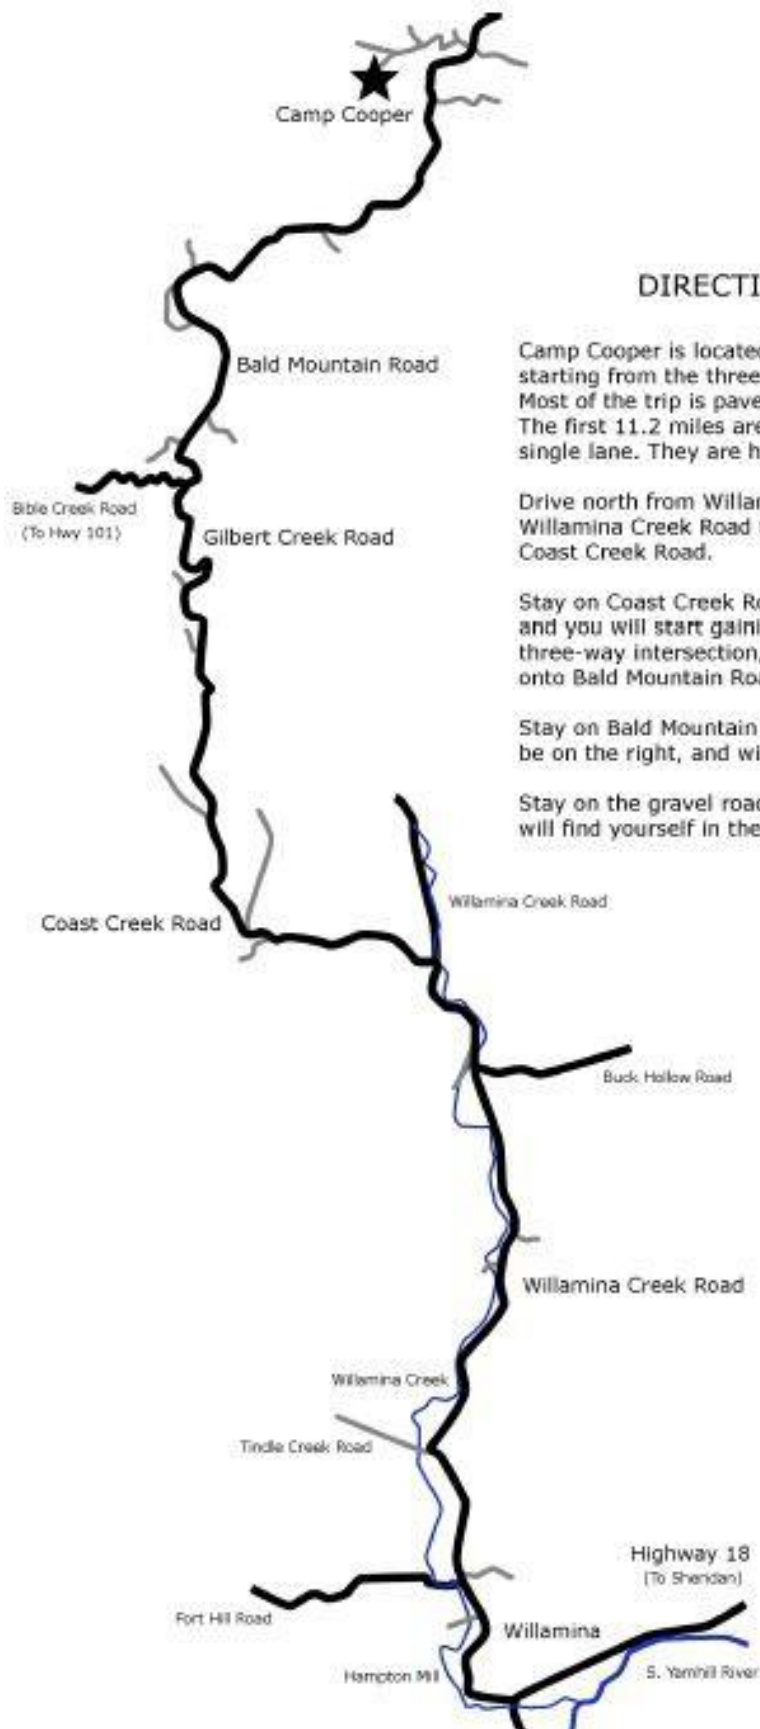 Camp Cooper
DIRECTI
Bald Mountain Road
Camp Cooper is located
starting from the three
Most of the trip is pave
The first 11.2 miles are
single lane. They are h
Bible Creek Road
(To Hwy 101)
Gilbert Creek Road
Drive north from Willar
Willamina Creek Road
Coast Creek Road.
Stay on Coast Creek Ro
and you will start gaini
three-way intersection,
onto Bald Mountain Roa
Stay on Bald Mountain
be on the right, and wi
Stay on the gravel road
will find yourself in the
Willamina Creek Road
Coast Creek Road
Buck Hollow Road
Willamina Creek Road
Willamina Creek
Tindle Creek Road
Highway 18
(To Sheridan)
Fort Hill Road
Willamina
Hampton Mill
S. Yamhill River